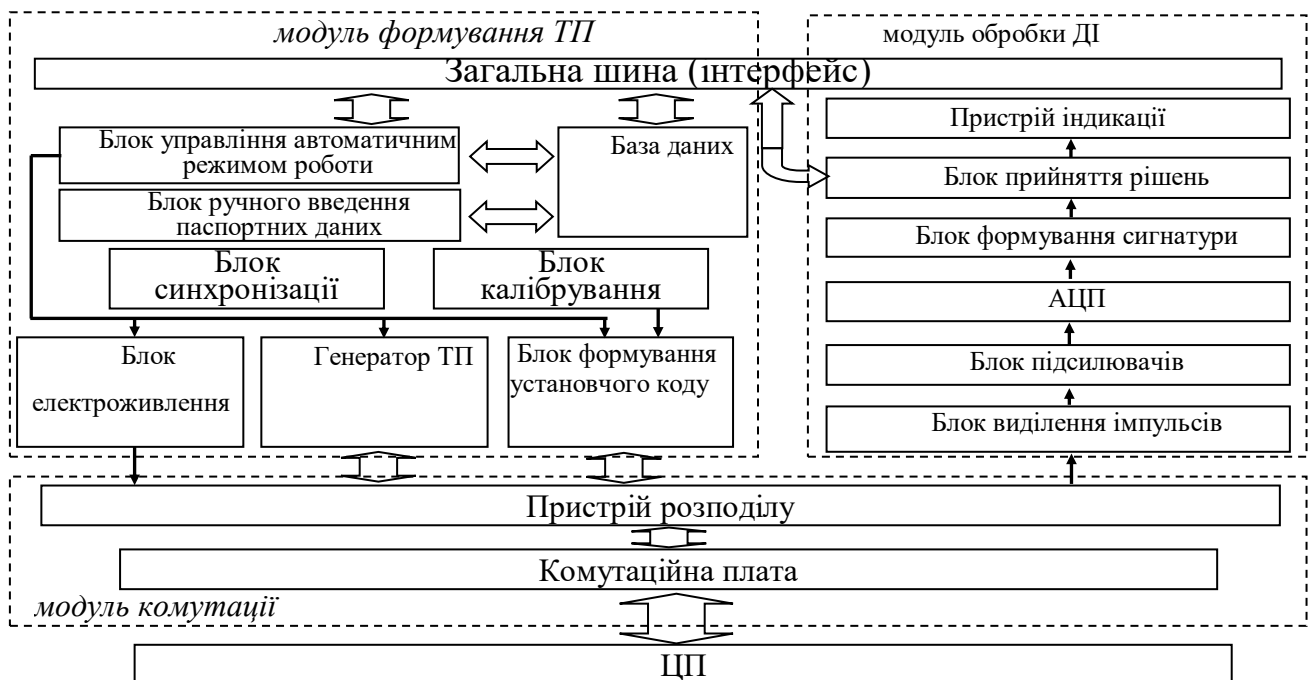 модуль формування ТП
модуль обробки ДІ
Загальна шина (інтерфейс)
Блок управління автоматичним
режимом роботи
База даних
Блок ручного введення
паспортних даних
Блок
синхронізації
Блок
калібрування
Блок
електроживлення
Генератор ТП
Блок формування
установчого коду
Пристрій індикації
Блок прийняття рішень
Блок формування сигнатури
АЦП
Блок підсилювачів
Блок виділення імпульсів
Пристрій розподілу
Комутаційна плата
модуль комутації
ЦП